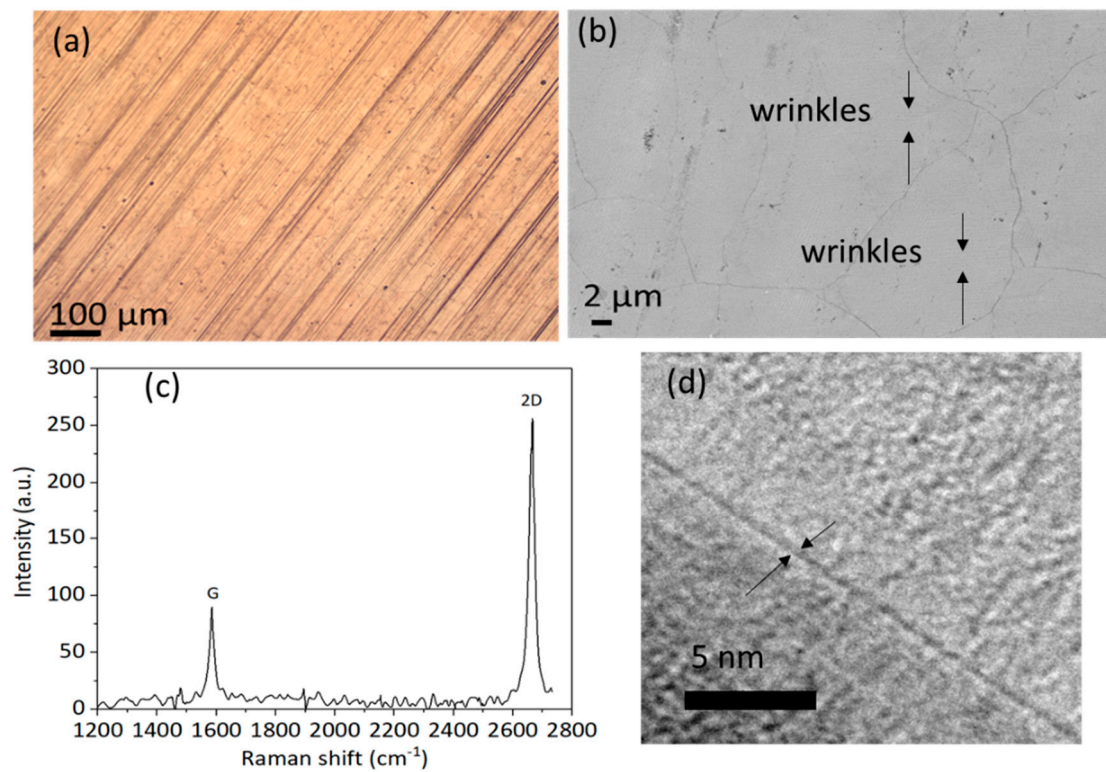 (a)
100 μm
(b)
wrinkles
wrinkles
2 μm
(c)
300
250
200
150
100
50
0
G
2D
1200 1400 1600 1800 2000 2200 2400 2600 2800
Intensity (a.u.)
Raman shift (cm⁻¹)
(d)
5 nm